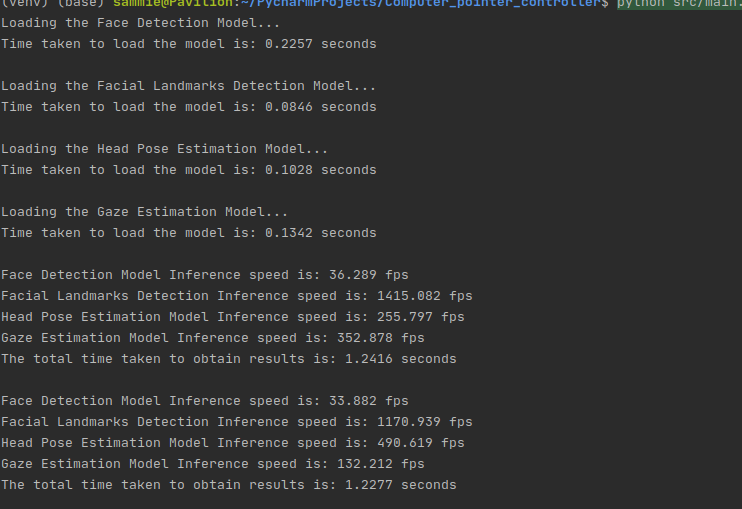 (venv) (base) sammie@Pavilion:~/PycharmProjects/Computer_pointer_controller$ python src/main.
Loading the Face Detection Model...
Time taken to load the model is: 0.2257 seconds
Loading the Facial Landmarks Detection Model...
Time taken to load the model is: 0.0846 seconds
Loading the Head Pose Estimation Model...
Time taken to load the model is: 0.1028 seconds
Loading the Gaze Estimation Model...
Time taken to load the model is: 0.1342 seconds
Face Detection Model Inference speed is: 36.289 fps
Facial Landmarks Detection Inference speed is: 1415.082 fps
Head Pose Estimation Model Inference speed is: 255.797 fps
Gaze Estimation Model Inference speed is: 352.878 fps
The total time taken to obtain results is: 1.2416 seconds
Face Detection Model Inference speed is: 33.882 fps
Facial Landmarks Detection Inference speed is: 1170.939 fps
Head Pose Estimation Model Inference speed is: 490.619 fps
Gaze Estimation Model Inference speed is: 132.212 fps
The total time taken to obtain results is: 1.2277 seconds